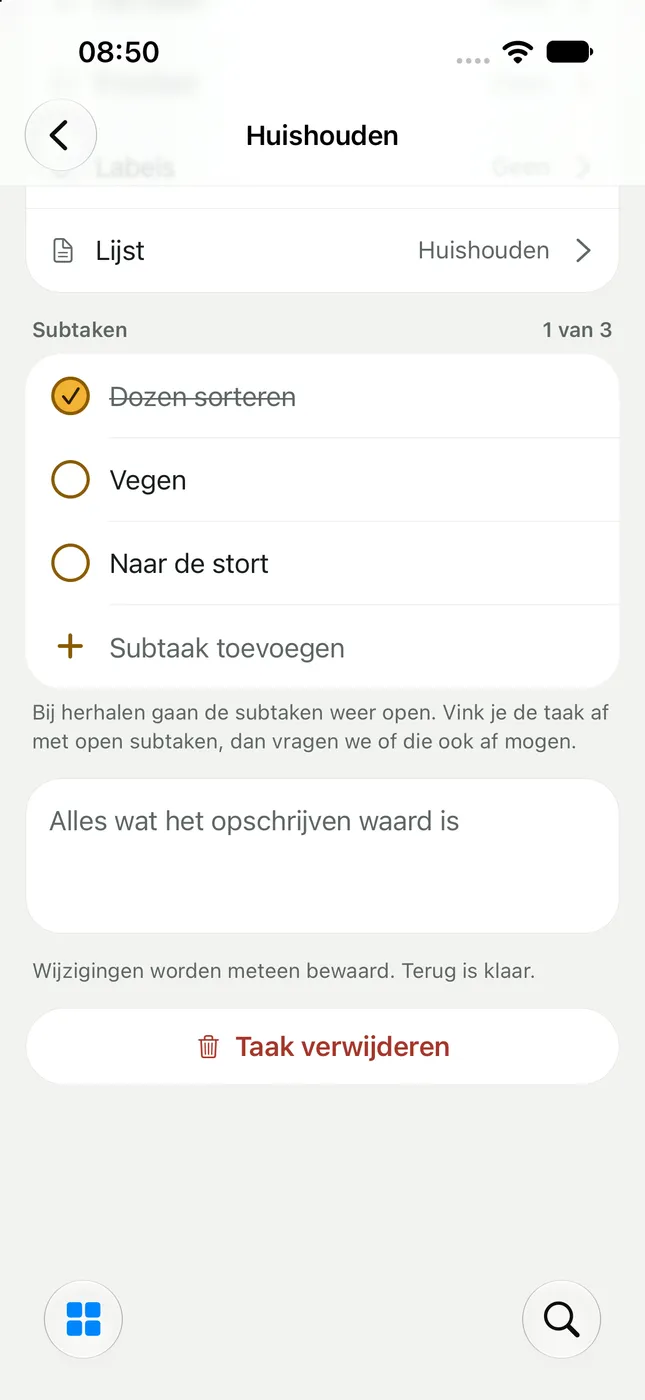 08:50
Huishouden
Labels Geen
Lijst Huishouden
Subtaken 1 van 3
Dozen sorteren
Vegen
Naar de stort
Subtaak toevoegen
Bij herhalen gaan de subtaken weer open. Vink je de taak af
met open subtaken, dan vragen we of die ook af mogen.
Alles wat het opschrijven waard is
Wijzigingen worden meteen bewaard. Terug is klaar.
Taak verwijderen